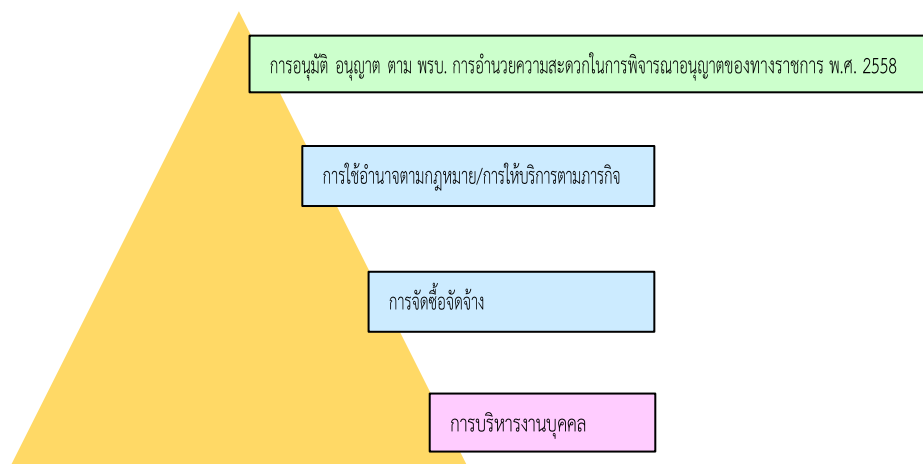 การอนุมัติ อนุญาต ตาม พรบ. การอำนวยความสะดวกในการพิจารณาอนุญาตของทางราชการ พ.ศ. 2558
การใช้อำนาจตามกฎหมาย/การให้บริการตามภารกิจ
การจัดซื้อจัดจ้าง
การบริหารงานบุคคล